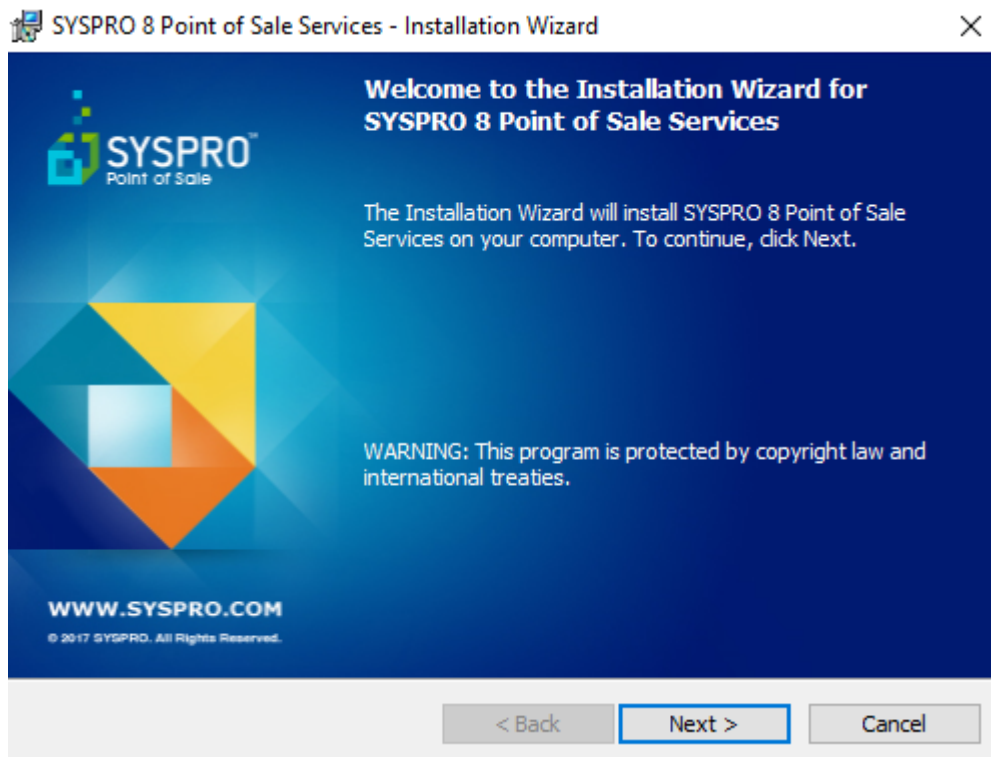 SYSPRO 8 Point of Sale Services - Installation Wizard
Welcome to the Installation Wizard for
SYSPRO 8 Point of Sale Services
SYSPRO™
Point of Sale
The Installation Wizard will install SYSPRO 8 Point of Sale
Services on your computer. To continue, click Next.
WARNING: This program is protected by copyright law and
international treaties.
WWW.SYSPRO.COM
© 2017 SYSPRO. All Rights Reserved.
< Back
Next >
Cancel